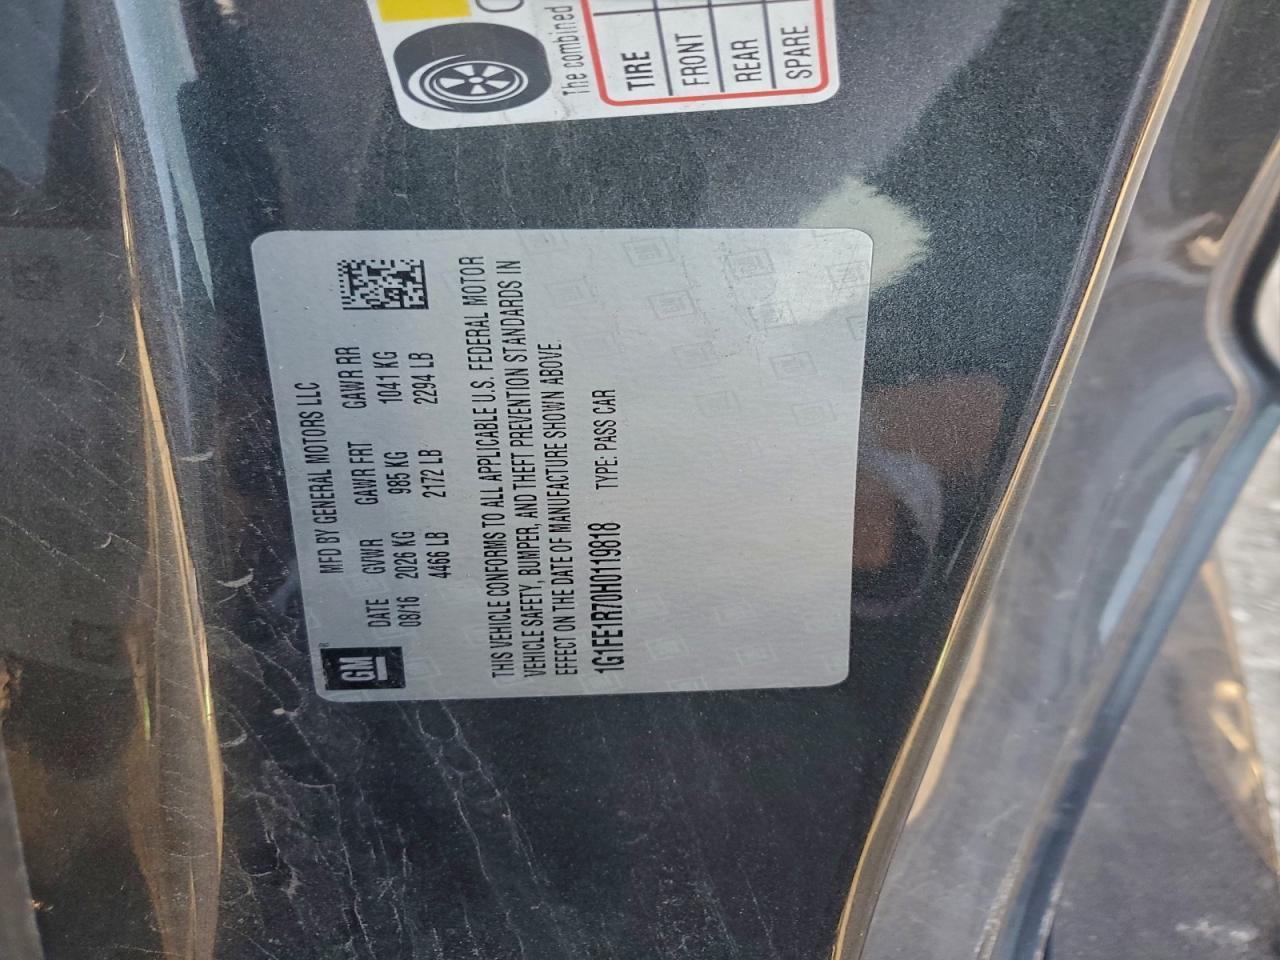 GM
MFD BY GENERAL MOTORS LLC
DATE GVWR GAWR FRT GAWR RR
08/16 2026 KG 985 KG 1041 KG
4466 LB 2172 LB 2294 LB
THIS VEHICLE CONFORMS TO ALL APPLICABLE U.S. FEDERAL MOTOR
VEHICLE SAFETY, BUMPER, AND THEFT PREVENTION STANDARDS IN
EFFECT ON THE DATE OF MANUFACTURE SHOWN ABOVE.
1G1FE1R70H0119818 TYPE: PASS CAR
The combined
TIRE
FRONT
REAR
SPARE